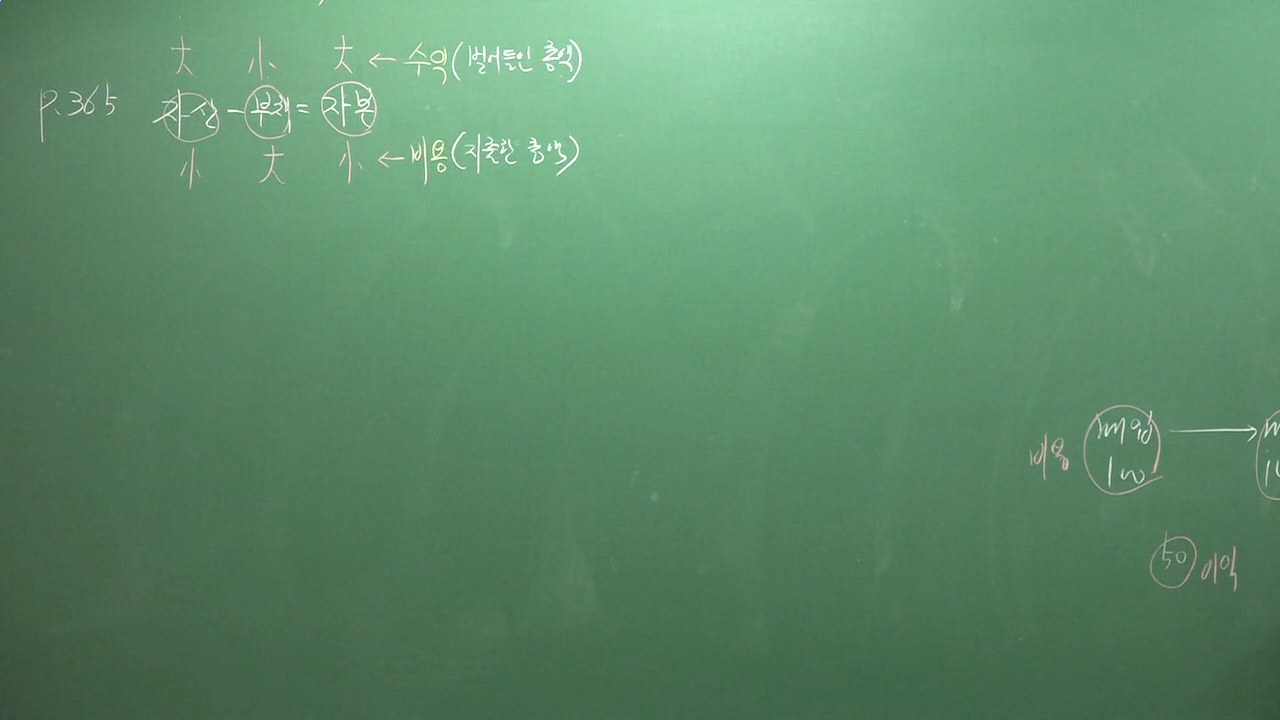 大 小 大 ← 수익(벌어들인 총액)
P.365 자산 - 부채 = 자본
小 大 小 ← 비용(지출한 총액)
비용 매입 →
100
50 이익